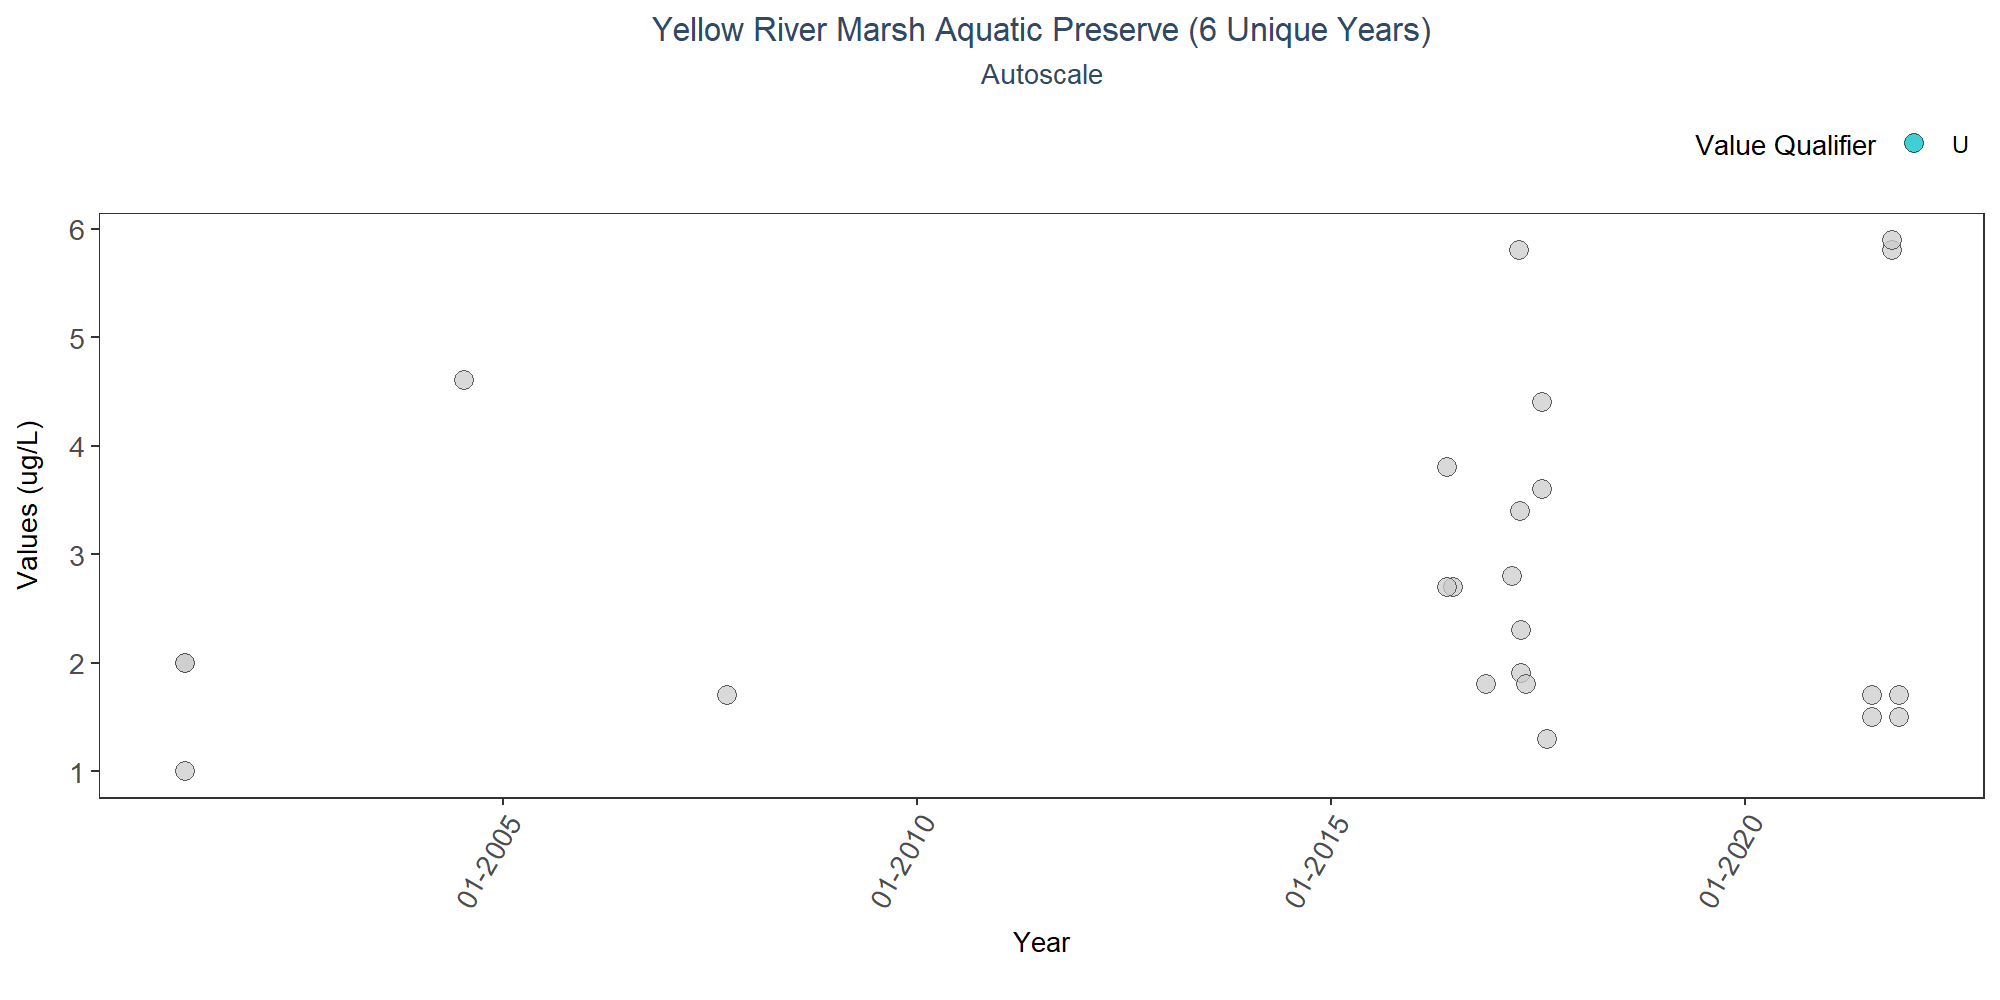 Yellow River Marsh Aquatic Preserve (6 Unique Years)
Autoscale
Value Qualifier U
Values (ug/L)
6
5
4
3
2
1
01-2005 01-2010 01-2015 01-2020
Year